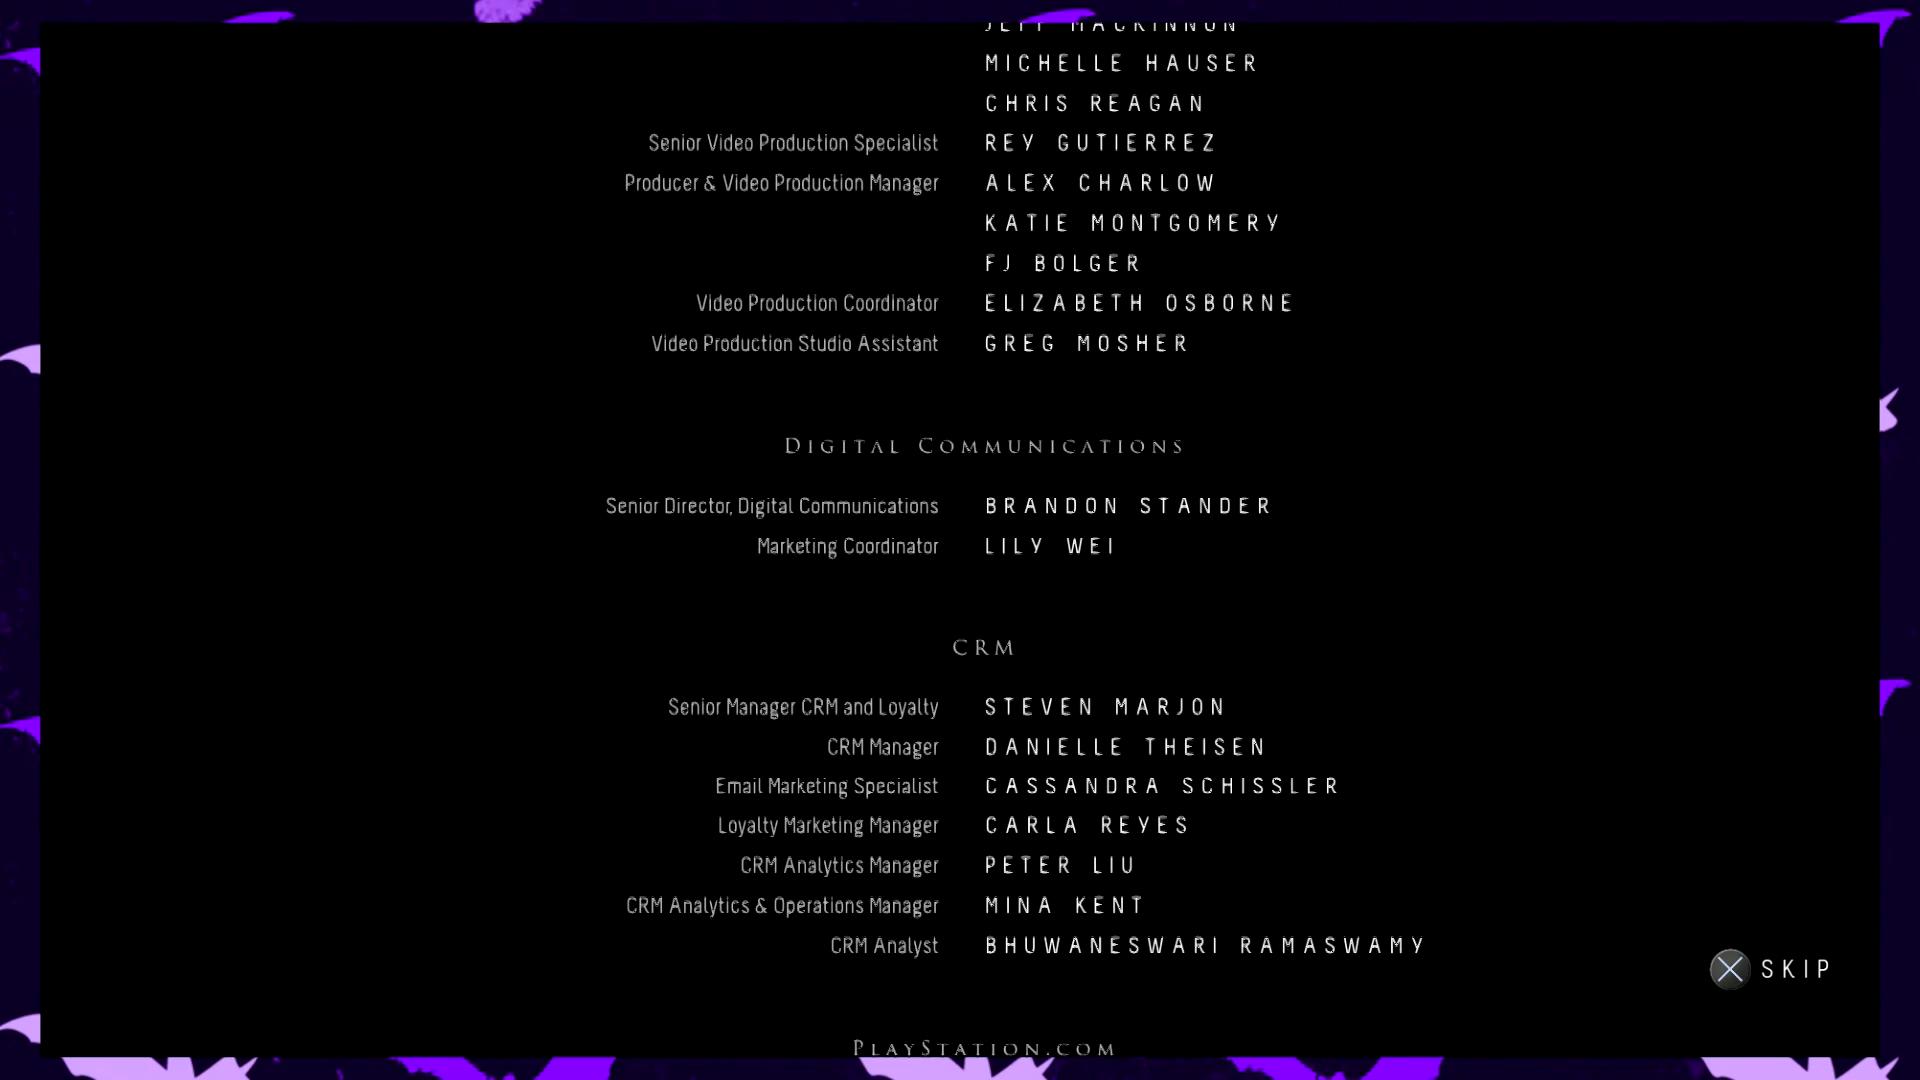 JEFF MACKINNON
MICHELLE HAUSER
CHRIS REAGAN
Senior Video Production Specialist REY GUTIERREZ
Producer & Video Production Manager ALEX CHARLOW
KATIE MONTGOMERY
FJ BOLGER
Video Production Coordinator ELIZABETH OSBORNE
Video Production Studio Assistant GREG MOSHER
DIGITAL COMMUNICATIONS
Senior Director, Digital Communications BRANDON STANDER
Marketing Coordinator LILY WEI
CRM
Senior Manager CRM and Loyalty STEVEN MARJON
CRM Manager DANIELLE THEISEN
Email Marketing Specialist CASSANDRA SCHISSLER
Loyalty Marketing Manager CARLA REYES
CRM Analytics Manager PETER LIU
CRM Analytics & Operations Manager MINA KENT
CRM Analyst BHUWANESWARI RAMASWAMY
SKIP
PLAYSTATION.COM